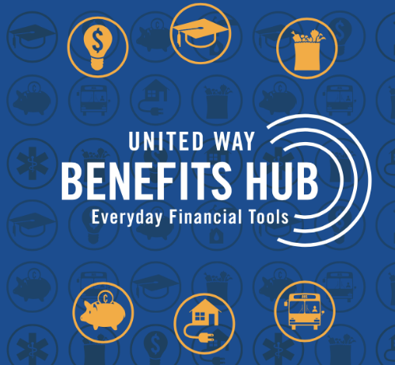 $
UNITED WAY
BENEFITS HUB
Everyday Financial Tools
¢